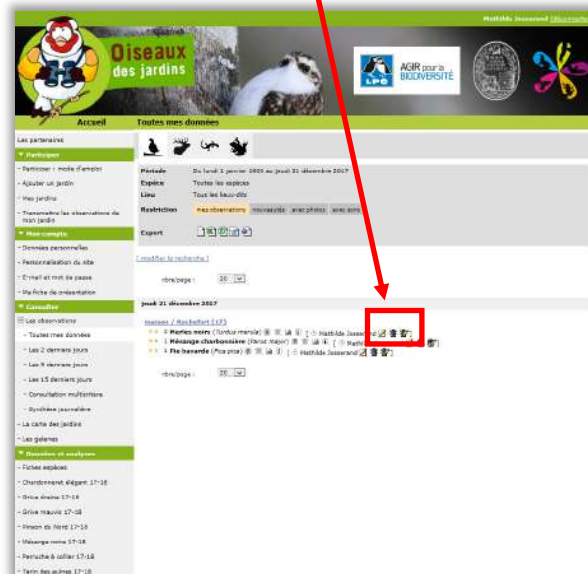 Mathilde Josserand
Oiseaux
des jardins
LPO
AGIR pour la
BIODIVERSITÉ
Accueil
Toutes mes données
Les partenaires
Participer
- Participer : mode d'emploi
- Ajouter un jardin
- Mes jardins
- Transmettre les observations de
mon jardin
Mon compte
- Données personnelles
- Personnalisation du site
- E-mail et mot de passe
- Ma fiche de présentation
Consulter
Les observations
- Toutes mes données
- Les 2 derniers jours
- Les 5 derniers jours
- Les 15 derniers jours
- Consultation multicritère
- Synthèse journalière
- La carte des jardins
- Les galeries
Données et analyses
- Fiches espèces
- Chardonneret élégant 17-18
- Grive draine 17-18
- Grive mauvis 17-18
- Pinson du Nord 17-18
- Mésange noire 17-18
- Perruche à collier 17-18
- Tarin des aulnes 17-18
Période Du lundi 1 janvier 1900 au jeudi 31 décembre 2017
Espèce Toutes les espèces
Lieu Tous les lieux-dits
Restriction mes observations nouveautés avec photos avec sons
Export
[ modifier la recherche ]
nbre/page : 20
jeudi 21 décembre 2017
maison / Rochefort (17)
Merles noirs (Turdus merula) [ Mathilde Josserand ]
1 Mésange charbonnière (Parus major) [ Mathi ]
Pie bavarde (Pica pica) [ Mathilde Josserand ]
nbre/page : 20